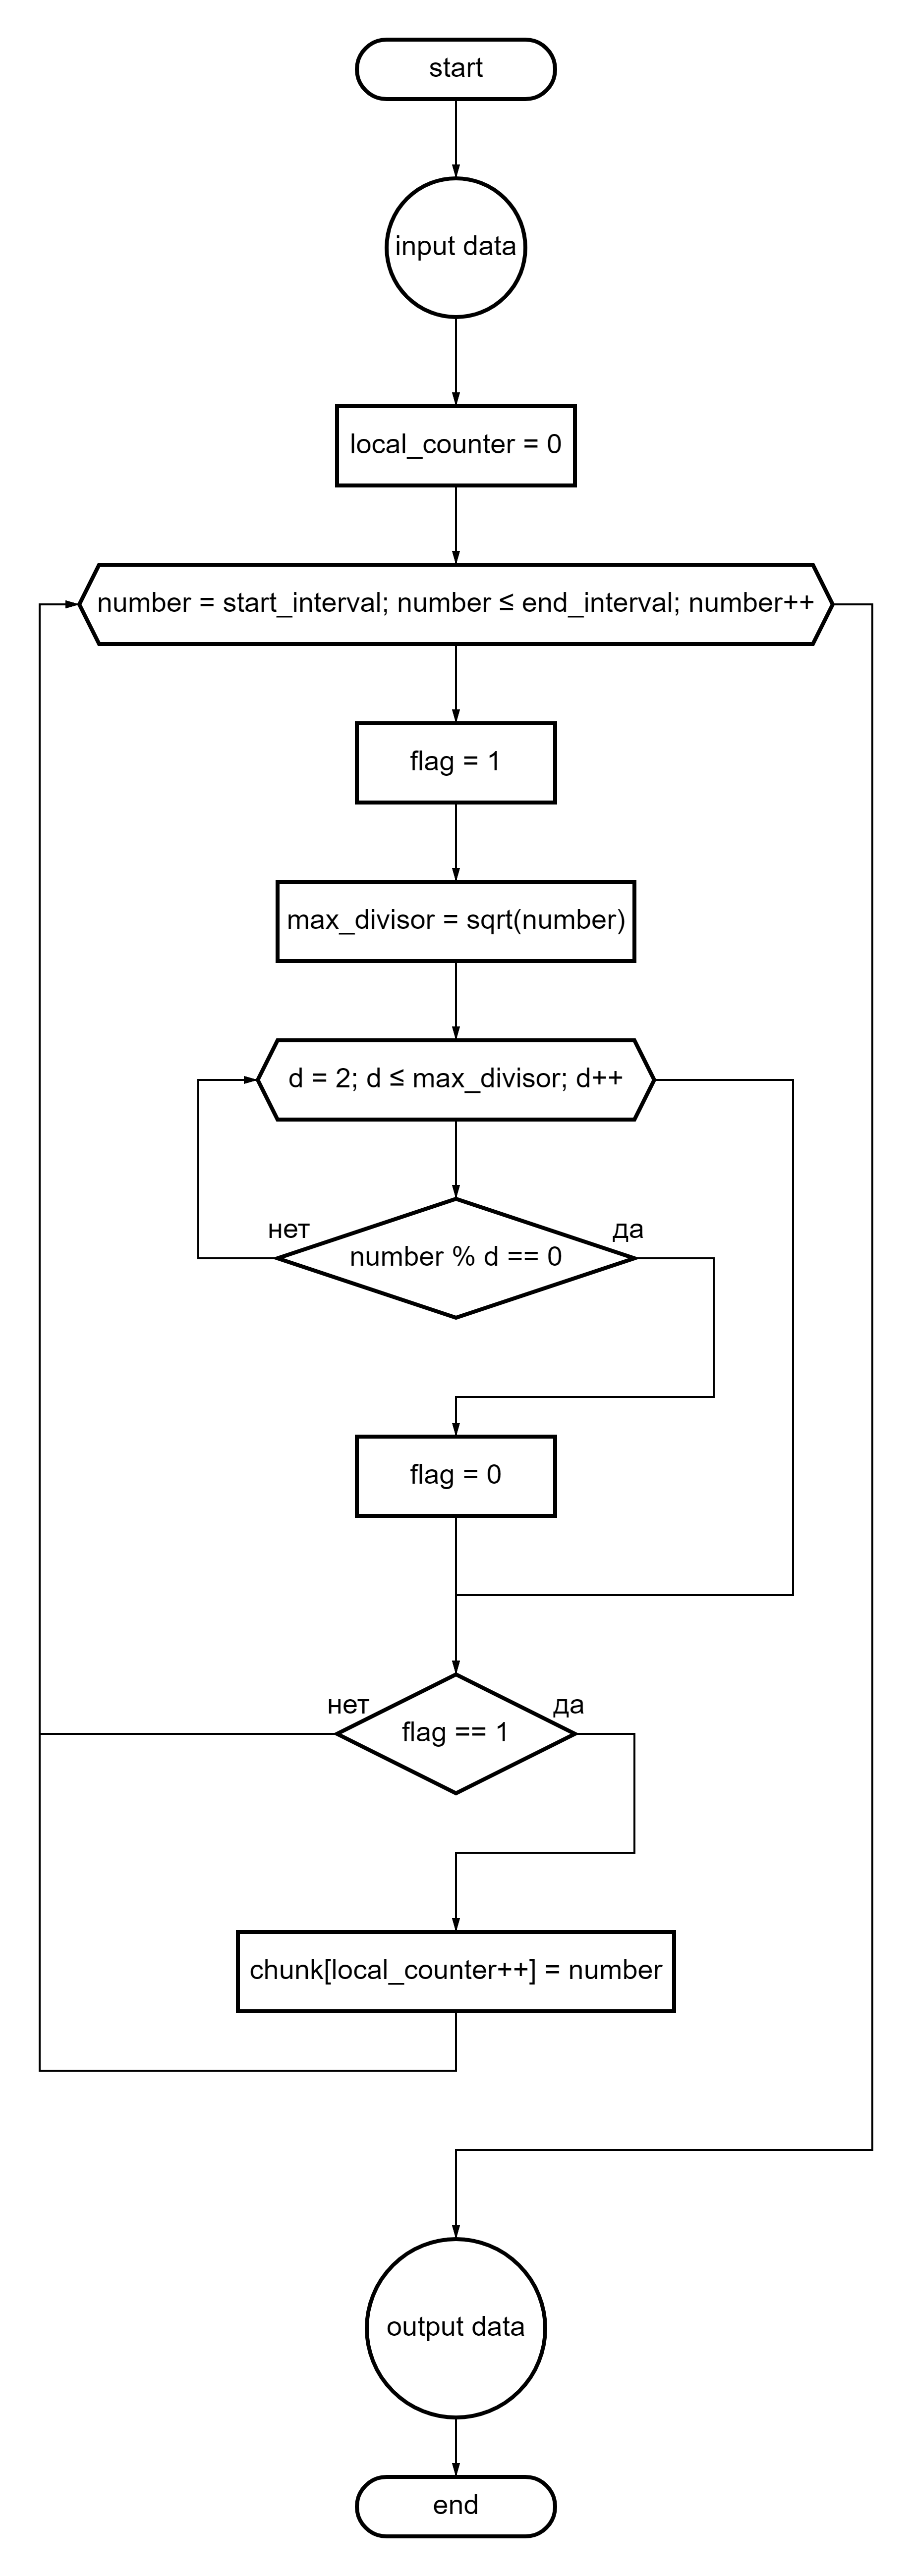 start
input data
local_counter = 0
number = start_interval; number ≤ end_interval; number++
flag = 1
max_divisor = sqrt(number)
d = 2; d ≤ max_divisor; d++
нет
да
number % d == 0
flag = 0
нет
да
flag == 1
chunk[local_counter++] = number
output data
end